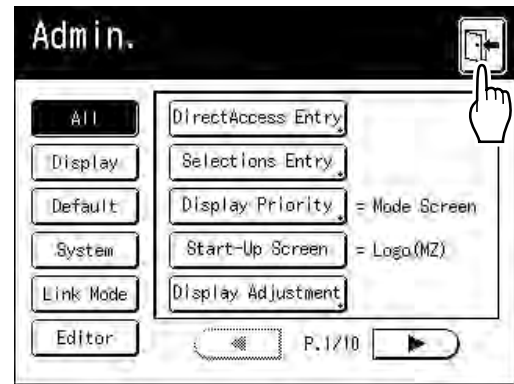 Admin.
All
Display
Default
System
Link Mode
Editor
DirectAccess Entry
Selections Entry
Display Priority = Mode Screen
Start-Up Screen = Logo(MZ)
Display Adjustment
P.1/10